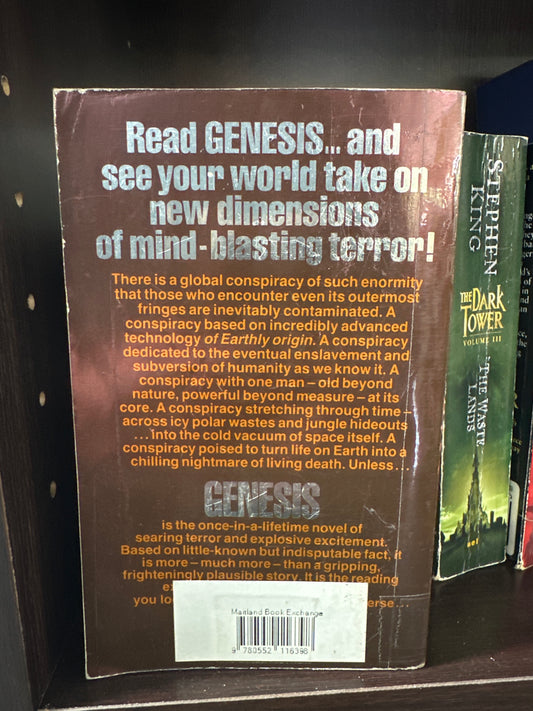 Read GENESIS... and
see your world take on
new dimensions
of mind-blasting terror!
There is a global conspiracy of such enormity
that those who encounter even its outermost
fringes are inevitably contaminated. A
conspiracy based on incredibly advanced
technology of Earthly origin. A conspiracy
dedicated to the eventual enslavement and
subversion of humanity as we know it. A
conspiracy with one man – old beyond
nature, powerful beyond measure – at its
core. A conspiracy stretching through time –
across icy polar wastes and jungle hideouts
...into the cold vacuum of space itself. A
conspiracy poised to turn life on Earth into a
chilling nightmare of living death. Unless...
GENESIS
is the once-in-a-lifetime novel of
searing terror and explosive excitement.
Based on little-known but indisputable fact, it
is more – much more – than a gripping,
frighteningly plausible story. It is the reading
you
Maitland Book Exchange
9 780552 116398
STEPHEN
KING
THE DARK
TOWER
VOLUME III
THE WASTE
LANDS